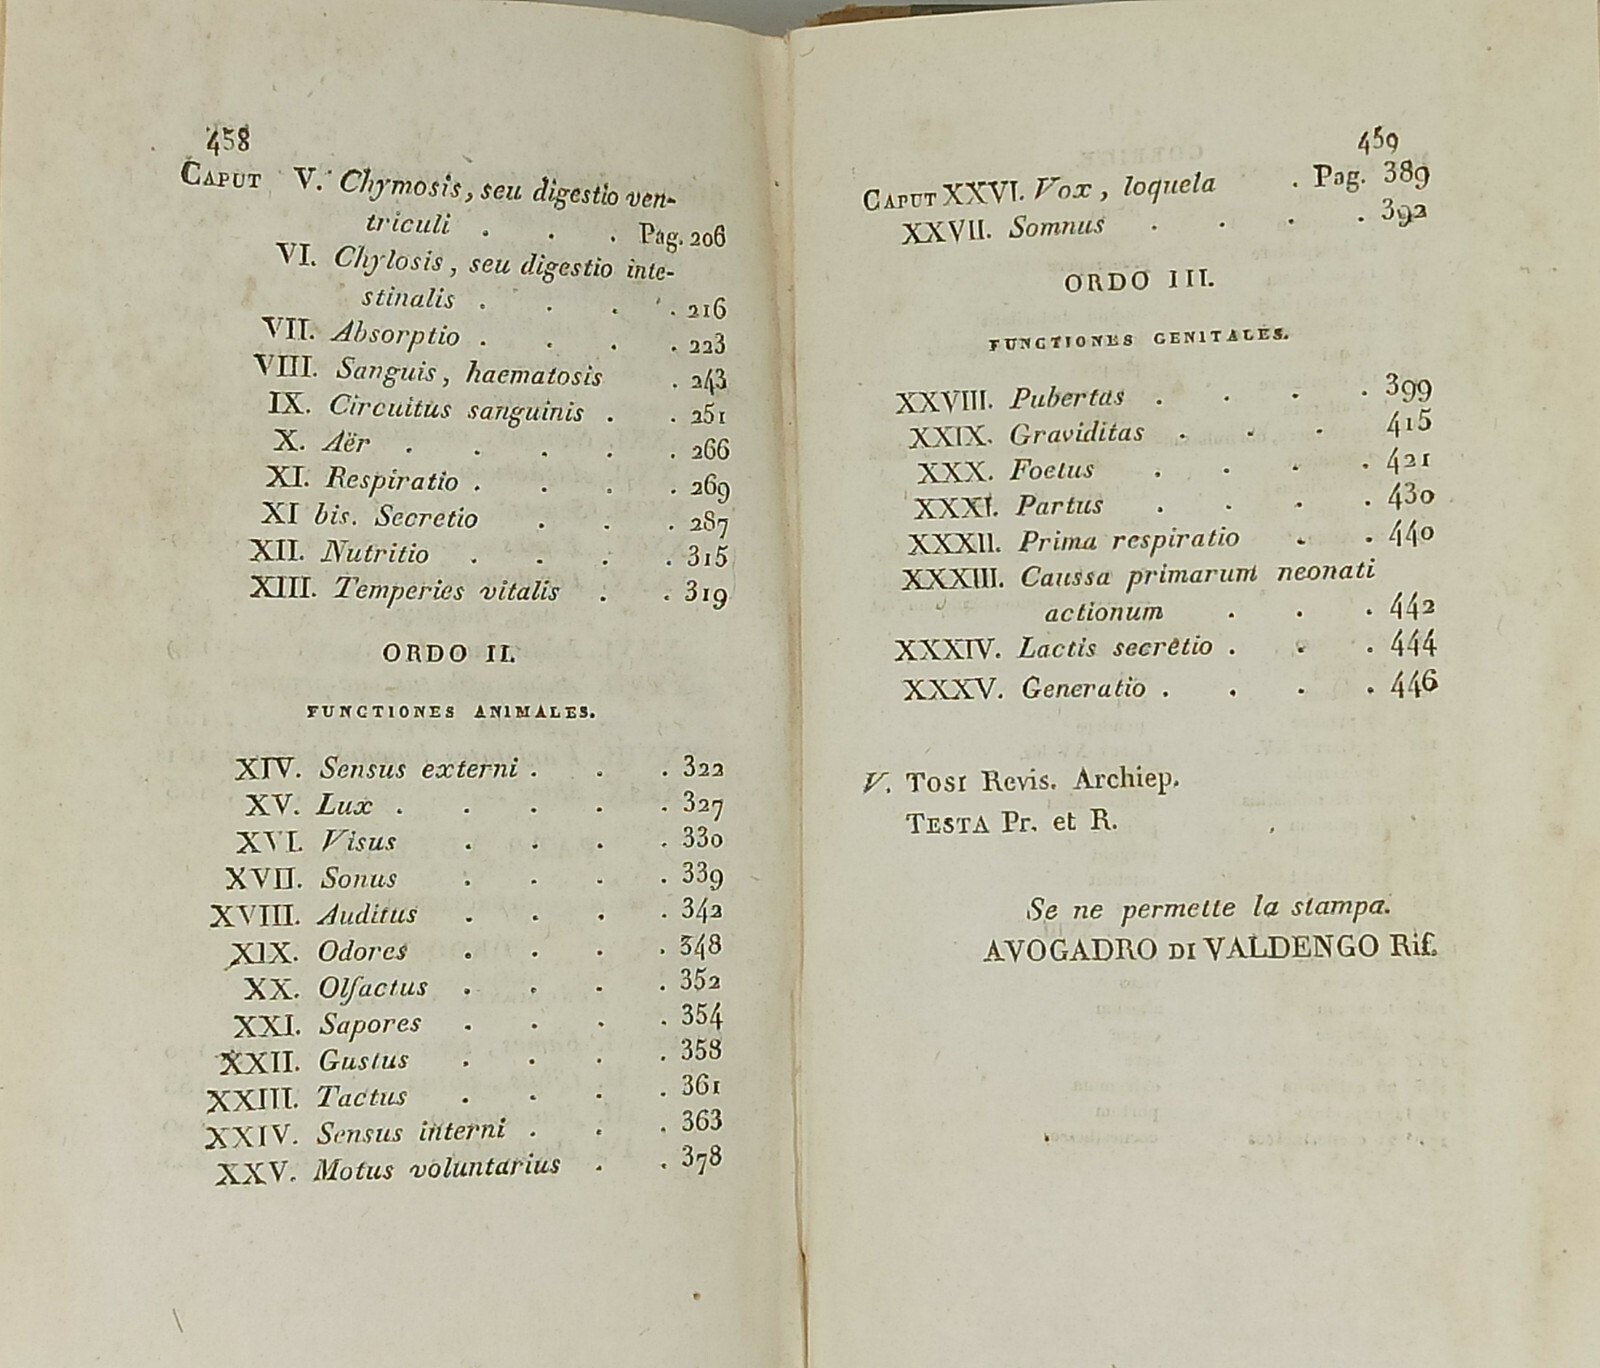 458
CAPUT V. Chymosis, seu digestio ven-
triculi . . . Pag. 206
VI. Chylosis, seu digestio inte-
stinalis . . . . 216
VII. Absorptio . . . . 223
VIII. Sanguis, haematosis . 243
IX. Circuitus sanguinis . . 251
X. Aër . . . . . 266
XI. Respiratio . . . . 269
XI bis. Secretio . . . 287
XII. Nutritio . . . . 315
XIII. Temperies vitalis . . 319
ORDO II.
FUNCTIONES ANIMALES.
XIV. Sensus externi . . . 322
XV. Lux . . . . . 327
XVI. Visus . . . . 330
XVII. Sonus . . . . 339
XVIII. Auditus . . . . 342
XIX. Odores . . . . 348
XX. Olfactus . . . . 352
XXI. Sapores . . . . 354
XXII. Gustus . . . . 358
XXIII. Tactus . . . . 361
XXIV. Sensus interni . . . 363
XXV. Motus voluntarius . . 378
459
CAPUT XXVI. Vox, loquela . Pag. 389
XXVII. Somnus . . . . 392
ORDO III.
FUNCTIONES GENITALES.
XXVIII. Pubertas . . . . 399
XXIX. Graviditas . . . 415
XXX. Foetus . . . . 421
XXXI. Partus . . . . 430
XXXII. Prima respiratio . . 440
XXXIII. Caussa primarum neonati
actionum . . . 442
XXXIV. Lactis secretio . . . 444
XXXV. Generatio . . . . 446
V. TOSI Revis. Archiep.
TESTA Pr. et R.
Se ne permette la stampa.
AVOGADRO DI VALDENGO Rif.